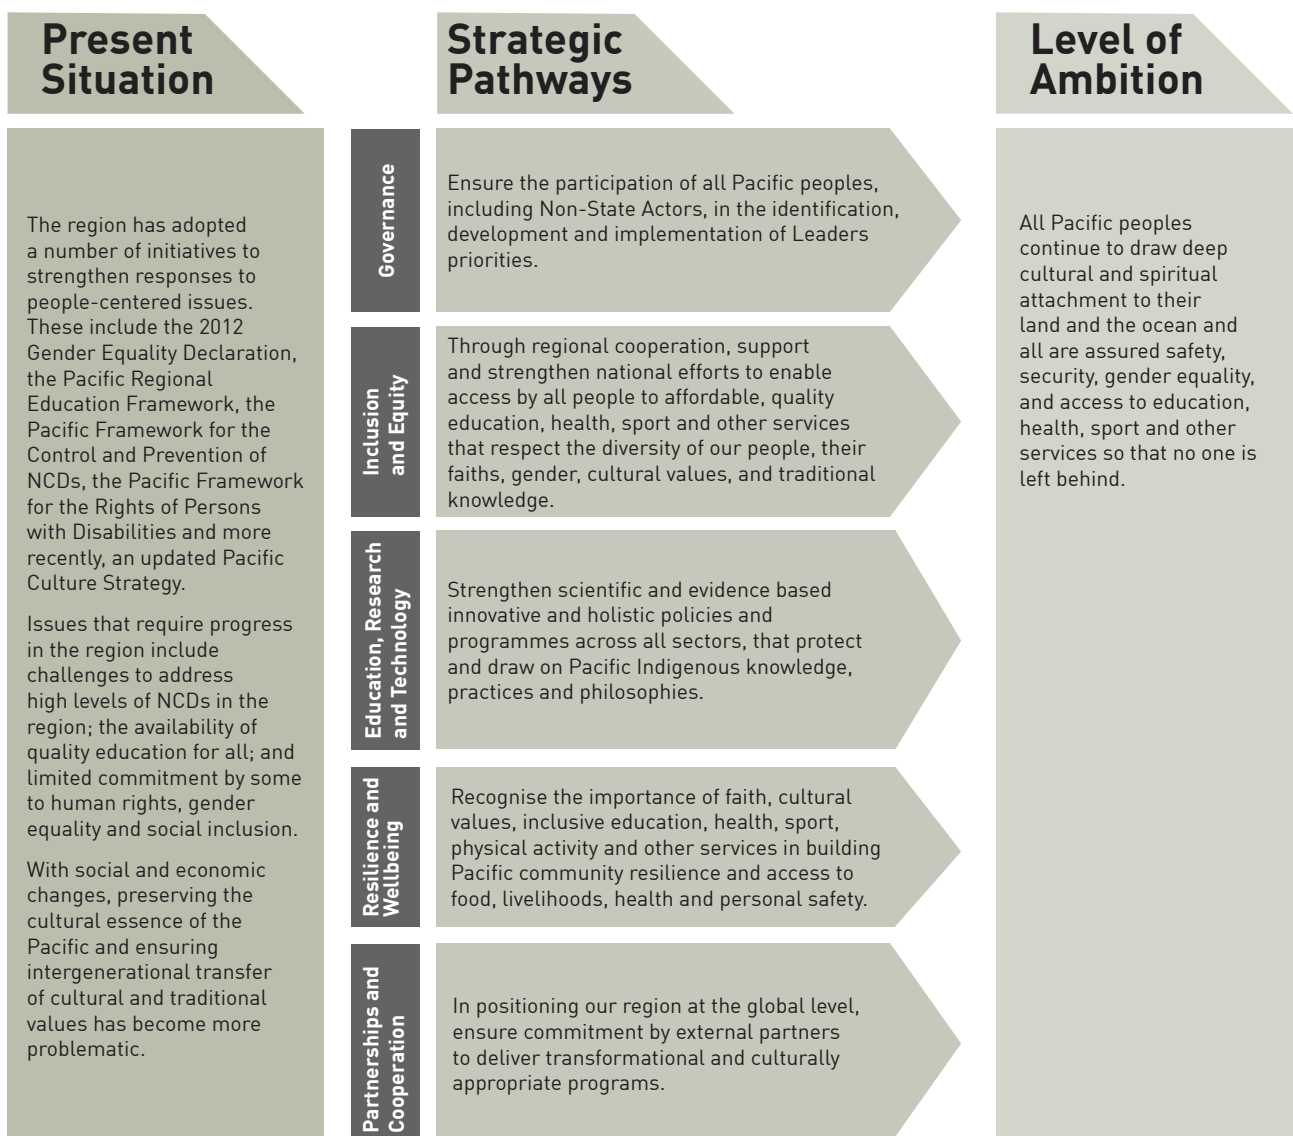 Present
Situation
The region has adopted
a number of initiatives to
strengthen responses to
people-centered issues.
These include the 2012
Gender Equality Declaration,
the Pacific Regional
Education Framework, the
Pacific Framework for the
Control and Prevention of
NCDs, the Pacific Framework
for the Rights of Persons
with Disabilities and more
recently, an updated Pacific
Culture Strategy.
Issues that require progress
in the region include
challenges to address
high levels of NCDs in the
region; the availability of
quality education for all; and
limited commitment by some
to human rights, gender
equality and social inclusion.
With social and economic
changes, preserving the
cultural essence of the
Pacific and ensuring
intergenerational transfer
of cultural and traditional
values has become more
problematic.
Strategic
Pathways
Governance
Ensure the participation of all Pacific peoples,
including Non-State Actors, in the identification,
development and implementation of Leaders
priorities.
Inclusion
and Equity
Through regional cooperation, support
and strengthen national efforts to enable
access by all people to affordable, quality
education, health, sport and other services
that respect the diversity of our people, their
faiths, gender, cultural values, and traditional
knowledge.
Education, Research
and Technology
Strengthen scientific and evidence based
innovative and holistic policies and
programmes across all sectors, that protect
and draw on Pacific Indigenous knowledge,
practices and philosophies.
Resilience and
Wellbeing
Recognise the importance of faith, cultural
values, inclusive education, health, sport,
physical activity and other services in building
Pacific community resilience and access to
food, livelihoods, health and personal safety.
Partnerships and
Cooperation
In positioning our region at the global level,
ensure commitment by external partners
to deliver transformational and culturally
appropriate programs.
Level of
Ambition
All Pacific peoples
continue to draw deep
cultural and spiritual
attachment to their
land and the ocean and
all are assured safety,
security, gender equality,
and access to education,
health, sport and other
services so that no one is
left behind.